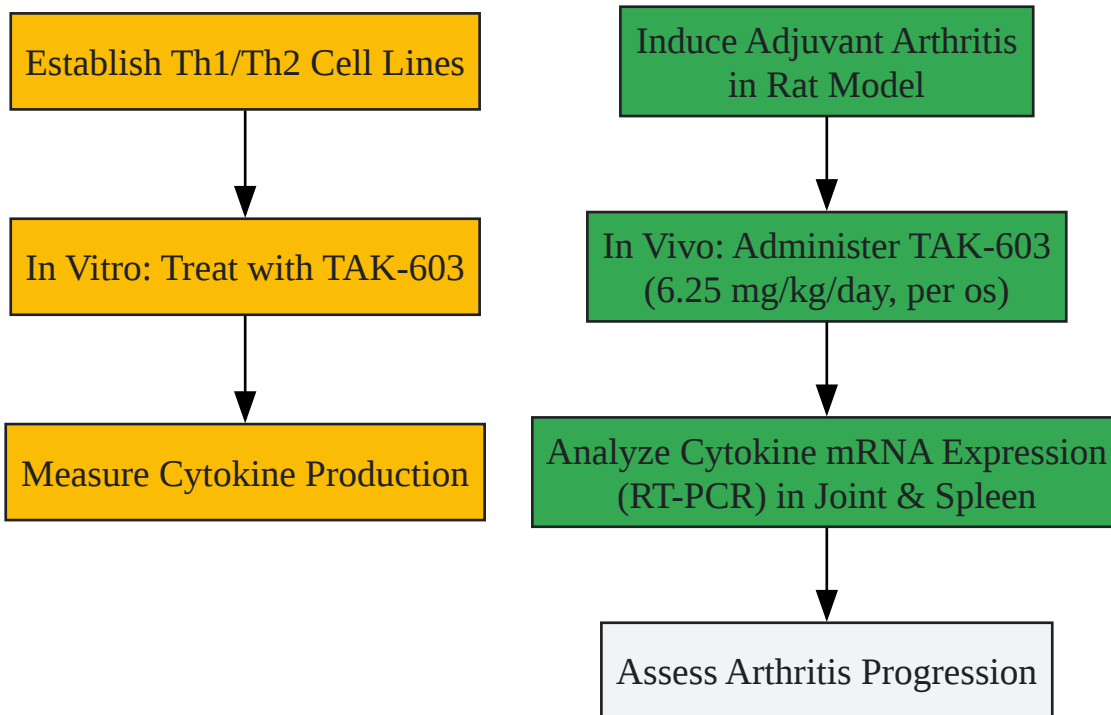 Establish Th1/Th2 Cell Lines
In Vitro: Treat with TAK-603
Measure Cytokine Production
Induce Adjuvant Arthritis
in Rat Model
In Vivo: Administer TAK-603
(6.25 mg/kg/day, per os)
Analyze Cytokine mRNA Expression
(RT-PCR) in Joint & Spleen
Assess Arthritis Progression